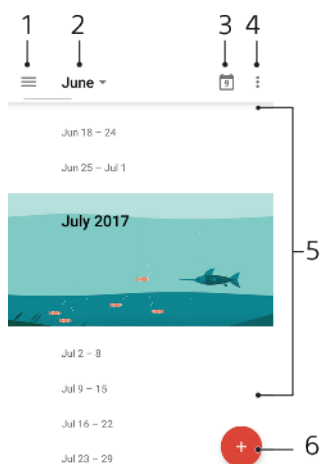 1 2 3 4
June 9
Jun 18 – 24
Jun 25 – Jul 1
July 2017
5
Jul 2 – 8
Jul 9 – 15
Jul 16 – 22
+ 6
Jul 23 – 29